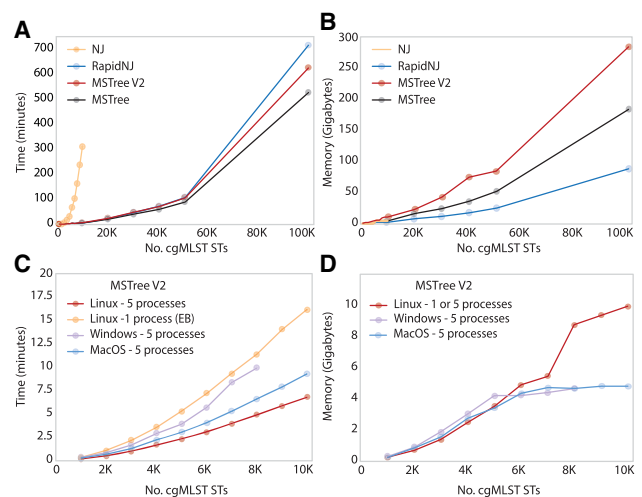 A
700
600
500
400
300
200
100
0
Time (minutes)
NJ
RapidNJ
MSTree V2
MSTree
0
20K
40K
60K
80K
100K
No. cgMLST STs
B
300
250
200
150
100
50
0
Memory (Gigabytes)
NJ
RapidNJ
MSTree V2
MSTree
0
20K
40K
60K
80K
100K
No. cgMLST STs
C
20
17.5
15
12.5
10
7.5
5
2.5
0
Time (minutes)
MSTree V2
Linux - 5 processes
Linux -1 process (EB)
Windows - 5 processes
MacOS - 5 processes
0
2K
4K
6K
8K
10K
No. cgMLST STs
D
10
8
6
4
2
0
Memory (Gigabytes)
MSTree V2
Linux - 1 or 5 processes
Windows - 5 processes
MacOS - 5 processes
0
2K
4K
6K
8K
10K
No. cgMLST STs